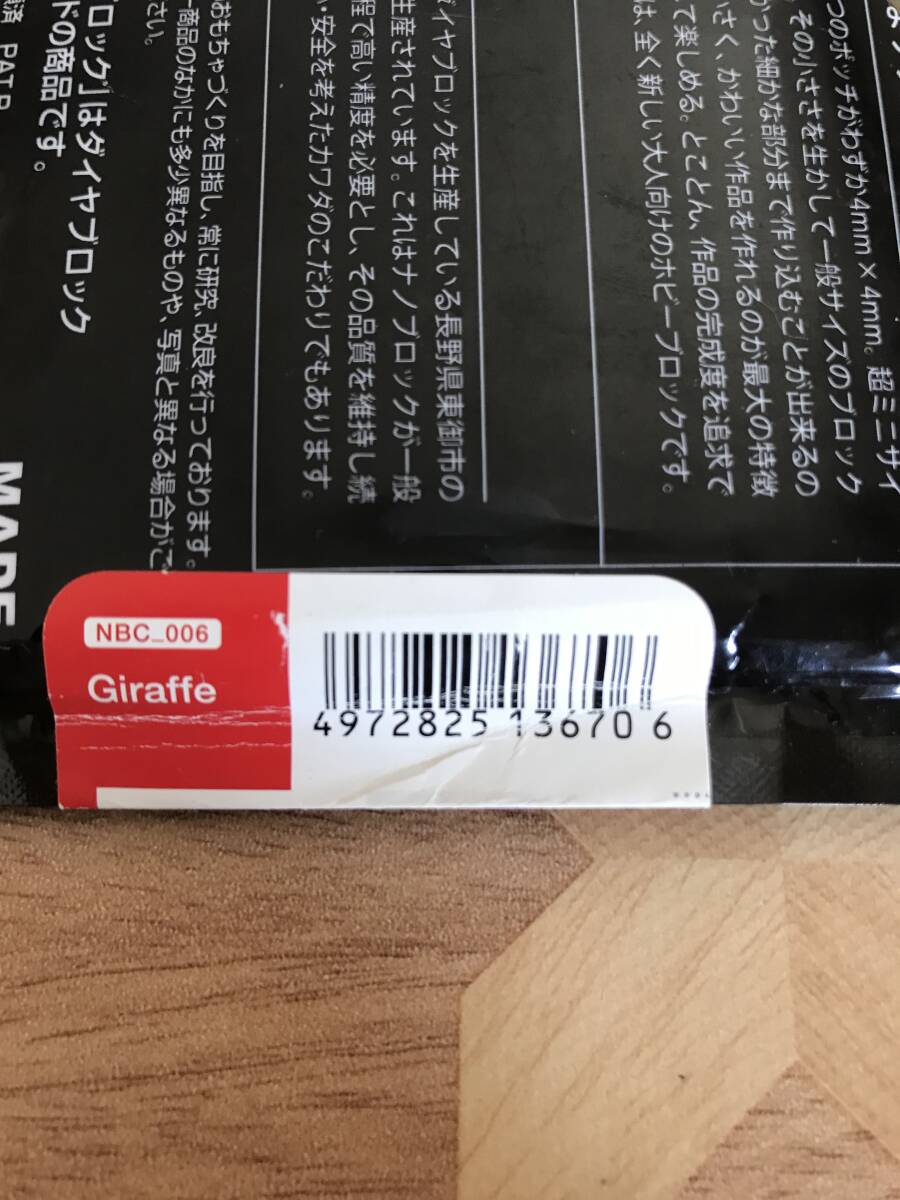 つのポッチがわずか4mm×4mm。超ミニサイ
その小ささを生かして一般サイズのブロック
かった細かな部分まで作り込むことが出来るの
さく、かわいい作品を作れるのが最大の特徴
て楽しめる。とことん、作品の完成度を追求で
は、全く新しい大人向けのホビーブロックです。
ダイヤブロックを生産している長野県東御市の
生産されています。これはナノブロックが一般
程で高い精度を必要とし、その品質を維持し続
・安全を考えたカワダのこだわりでもあります。
おもちゃづくりを目指し、常に研究、改良を行っております。
一商品のなかにも多少異なるものや、写真と異なる場合がご
さい。
ロック」はダイヤブロック
ドの商品です。
済 PAT.P
MADE
NBC_006
Giraffe
4972825 136706